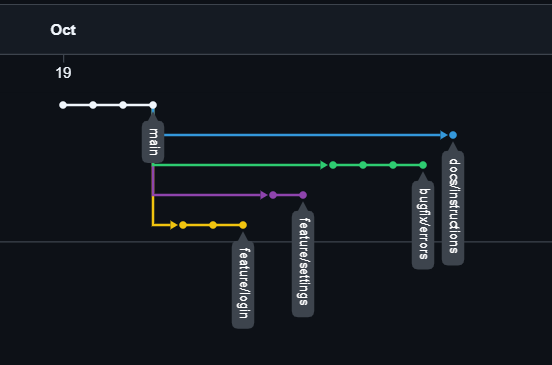 Oct
19
main
docs/instructions
bugfix/errors
feature/settings
feature/login